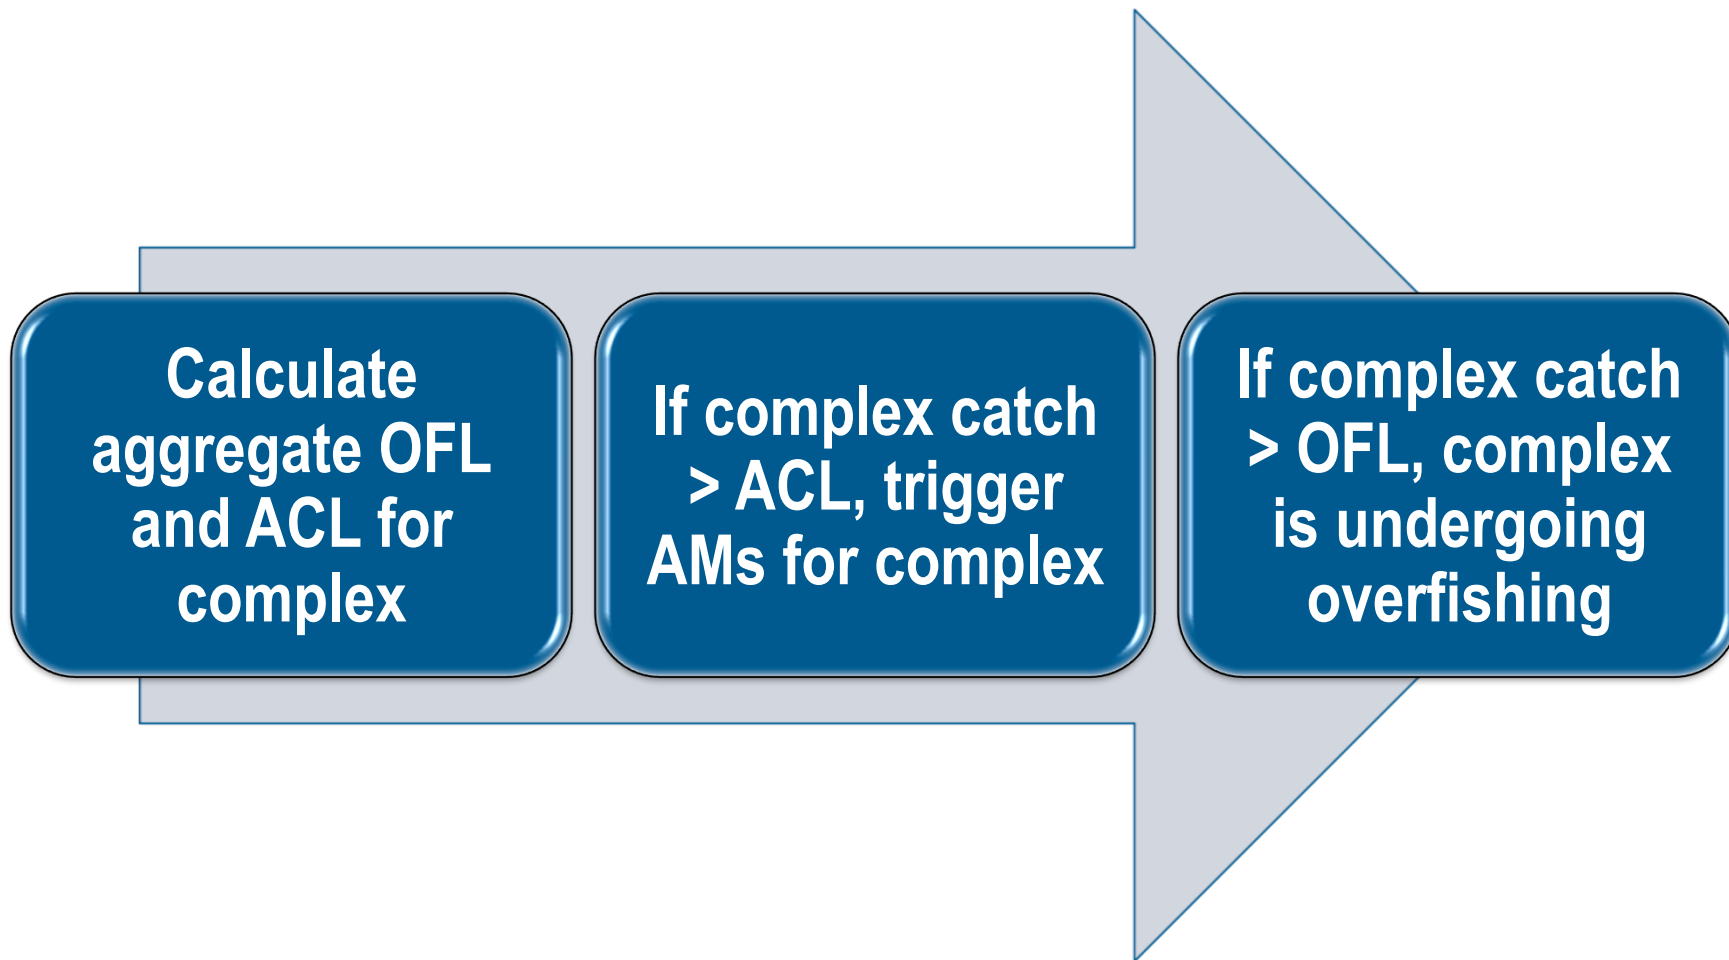 Calculate
aggregate OFL
and ACL for
complex
If complex catch
> ACL, trigger
AMs for complex
If complex catch
> OFL, complex
is undergoing
overfishing